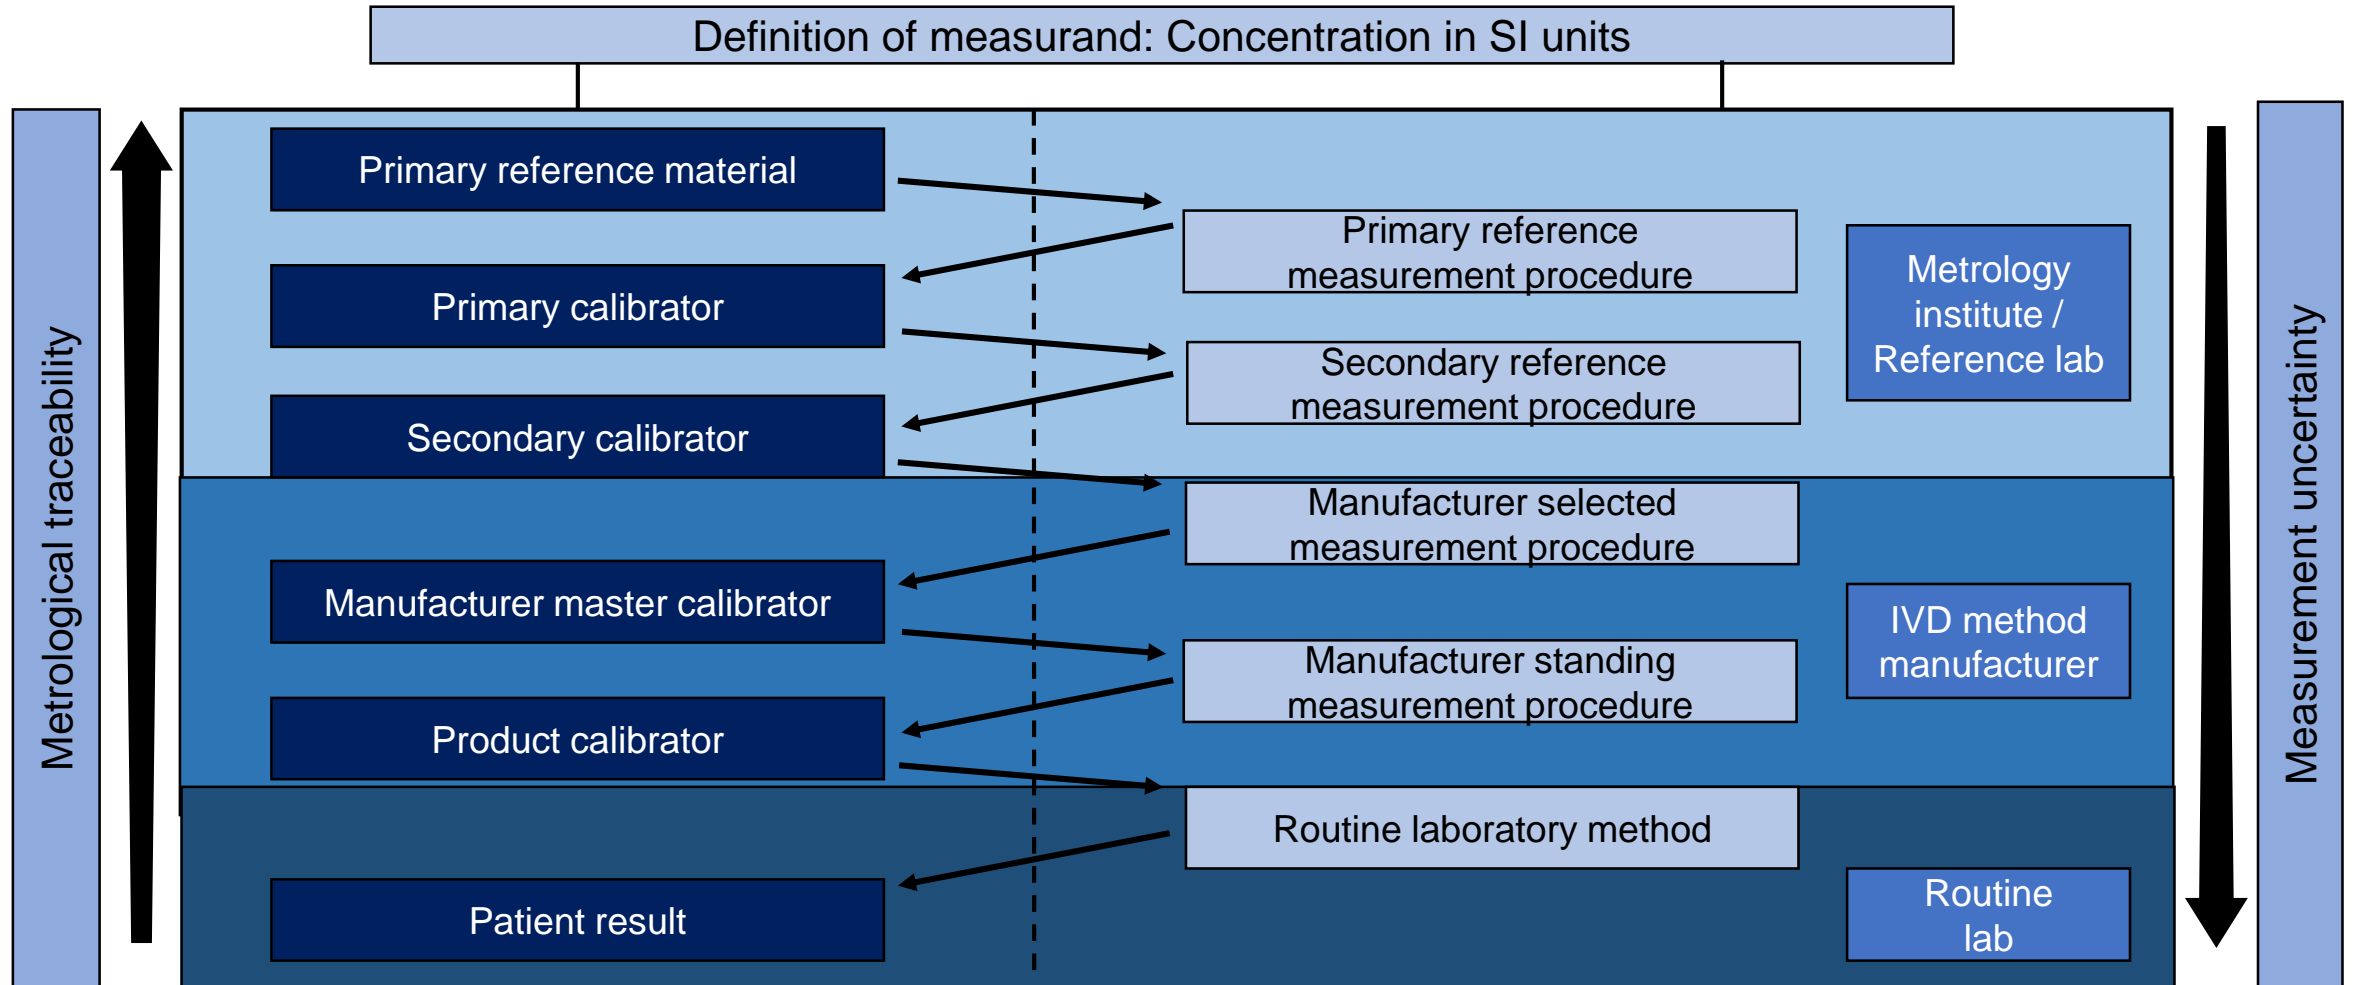 Definition of measurand: Concentration in SI units
Metrological traceability
Primary reference material
Primary reference
measurement procedure
Primary calibrator
Secondary reference
measurement procedure
Secondary calibrator
Metrology
institute /
Reference lab
Manufacturer selected
measurement procedure
Manufacturer master calibrator
Manufacturer standing
measurement procedure
Product calibrator
IVD method
manufacturer
Routine laboratory method
Patient result
Routine
lab
Measurement uncertainty